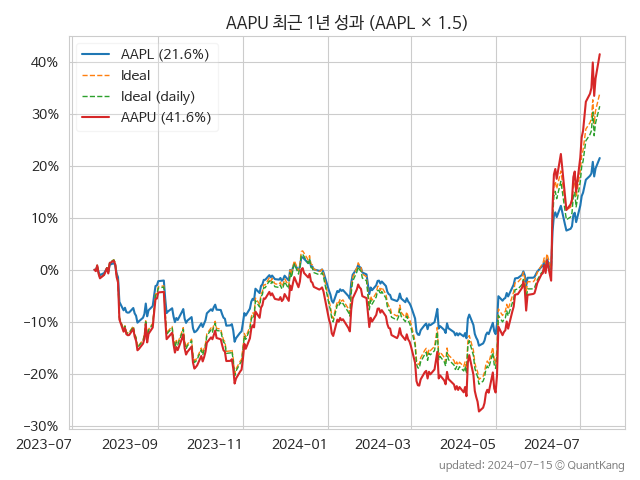 AAPU 최근 1년 성과 (AAPL × 1.5)
AAPL (21.6%)
Ideal
Ideal (daily)
AAPU (41.6%)
40%
30%
20%
10%
0%
−10%
−20%
−30%
2023-07
2023-09
2023-11
2024-01
2024-03
2024-05
2024-07
updated: 2024-07-15 © QuantKang